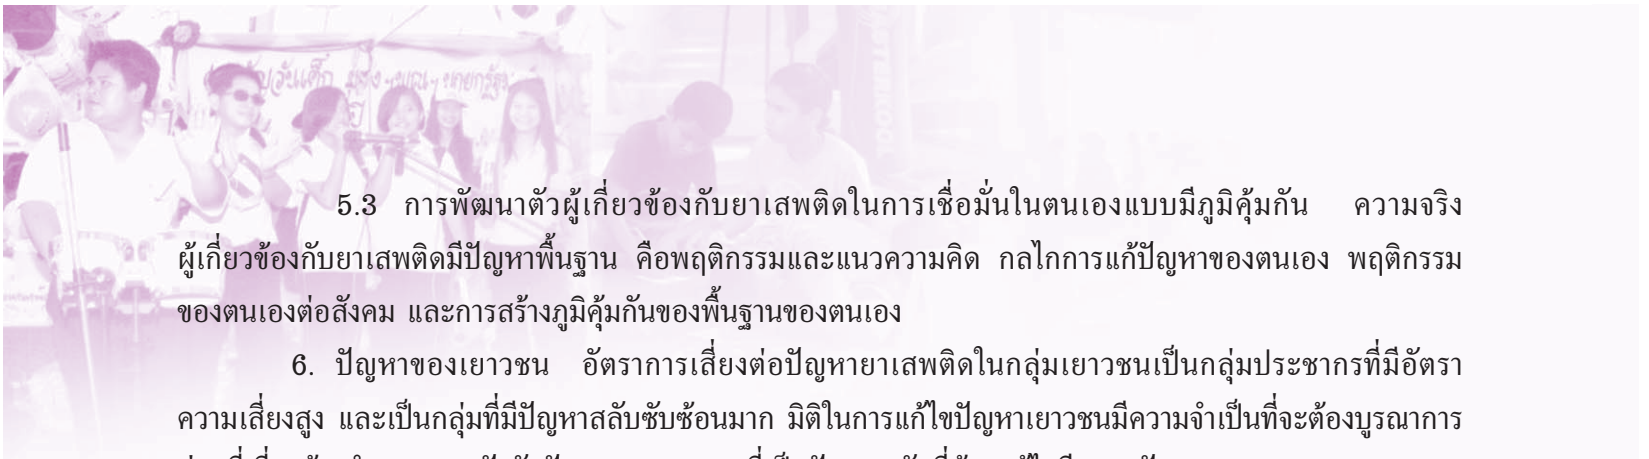 5.3 การพัฒนาตัวผู้เกี่ยวข้องกับยาเสพติดในการเชื่อมั่นในตนเองแบบมีภูมิคุ้มกัน ความจริง
ผู้เกี่ยวข้องกับยาเสพติดมีปัญหาพื้นฐาน คือพฤติกรรมและแนวความคิด กลไกการแก้ปัญหาของตนเอง พฤติกรรม
ของตนเองต่อสังคม และการสร้างภูมิคุ้มกันของพื้นฐานของตนเอง
6. ปัญหาของเยาวชน อัตราการเสี่ยงต่อปัญหายาเสพติดในกลุ่มเยาวชนเป็นกลุ่มประชากรที่มีอัตรา
ความเสี่ยงสูง และเป็นกลุ่มที่มีปัญหาสลับซับซ้อนมาก มิติในการแก้ไขปัญหาเยาวชนมีความจำเป็นที่จะต้องบูรณาการ